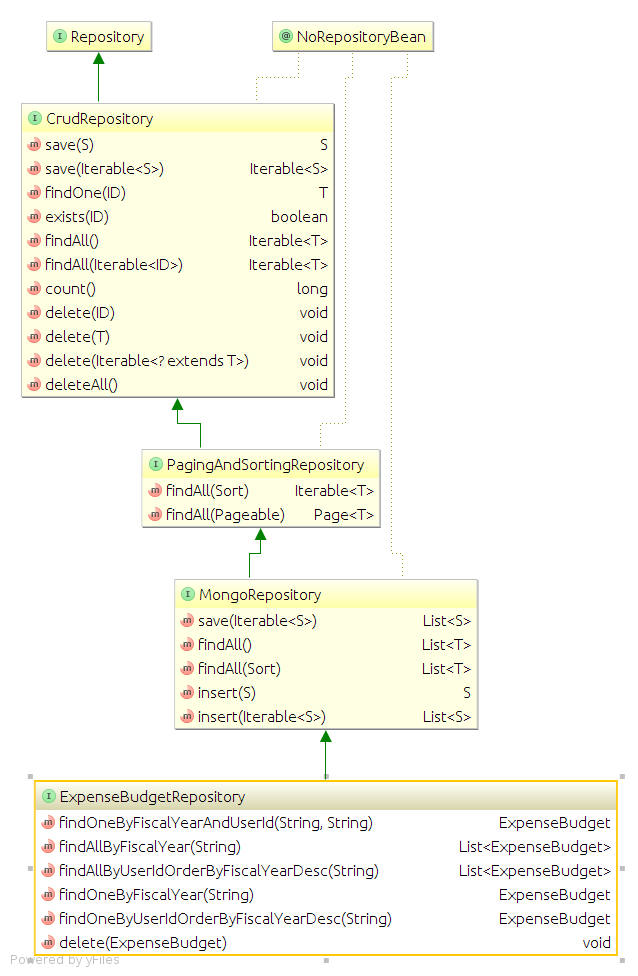 Repository
NoRepositoryBean
CrudRepository
save(S) S
save(Iterable<S>) Iterable<S>
findOne(ID) T
exists(ID) boolean
findAll() Iterable<T>
findAll(Iterable<ID>) Iterable<T>
count() long
delete(ID) void
delete(T) void
delete(Iterable<? extends T>) void
deleteAll() void
PagingAndSortingRepository
findAll(Sort) Iterable<T>
findAll(Pageable) Page<T>
MongoRepository
save(Iterable<S>) List<S>
findAll() List<T>
findAll(Sort) List<T>
insert(S) S
insert(Iterable<S>) List<S>
ExpenseBudgetRepository
findOneByFiscalYearAndUserId(String, String) ExpenseBudget
findAllByFiscalYear(String) List<ExpenseBudget>
findAllByUserIdOrderByFiscalYearDesc(String) List<ExpenseBudget>
findOneByFiscalYear(String) ExpenseBudget
findOneByUserIdOrderByFiscalYearDesc(String) ExpenseBudget
delete(ExpenseBudget) void
Powered by yFiles